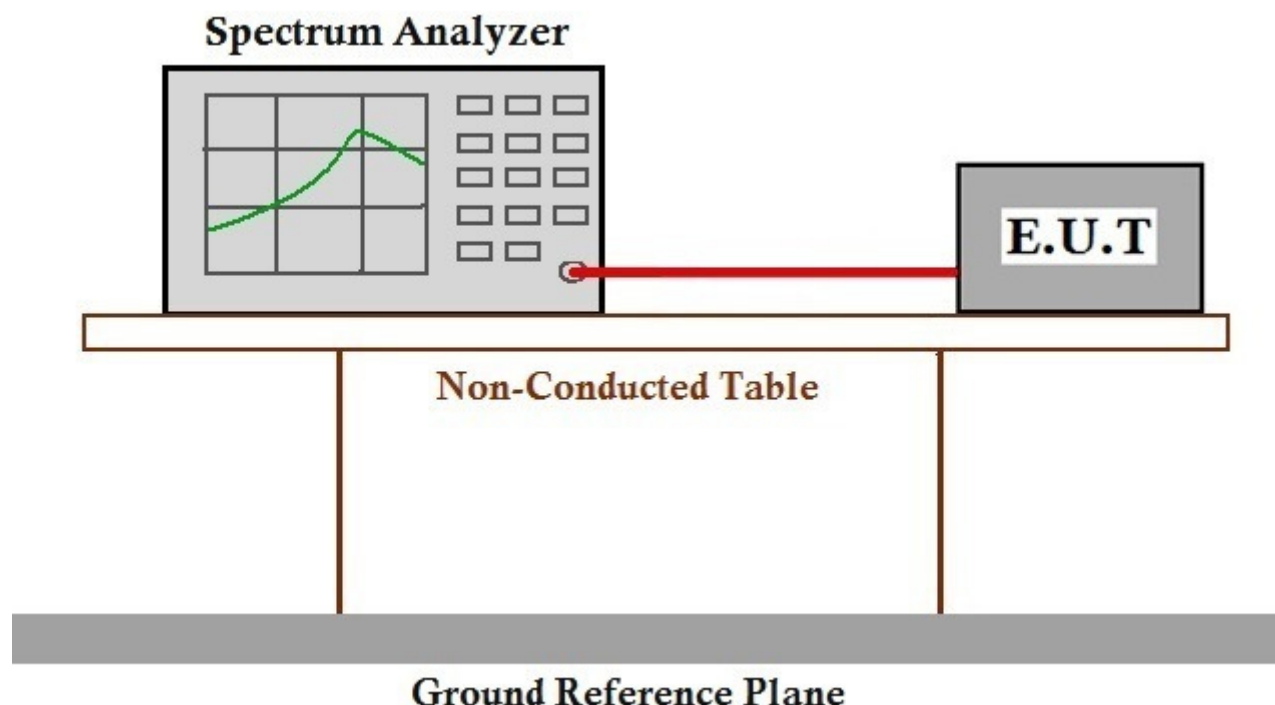 Spectrum Analyzer
E.U.T
Non-Conducted Table
Ground Reference Plane